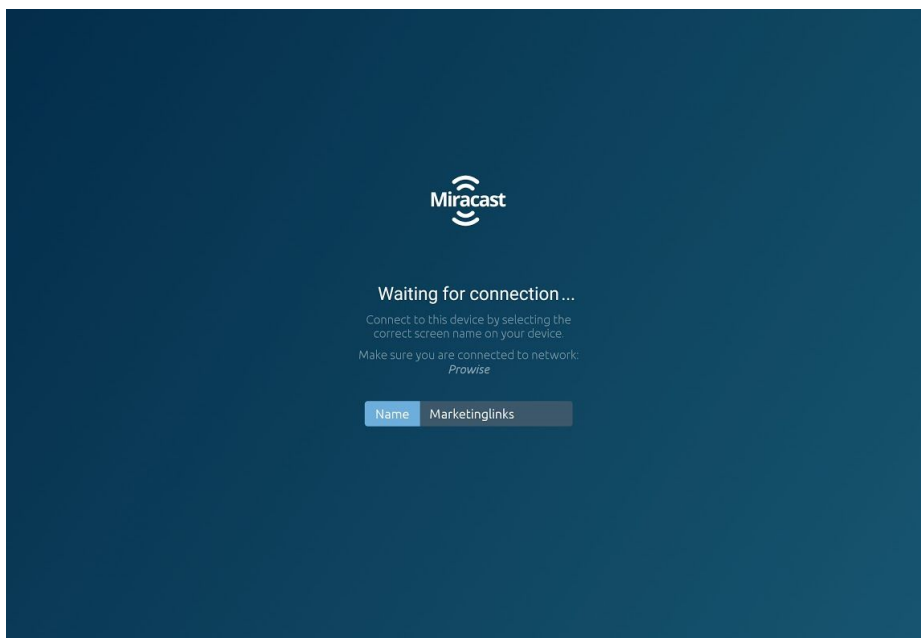 Miracast
Waiting for connection...
Connect to this device by selecting the
correct screen name on your device.
Make sure you are connected to network:
Prowise
Name Marketinglinks